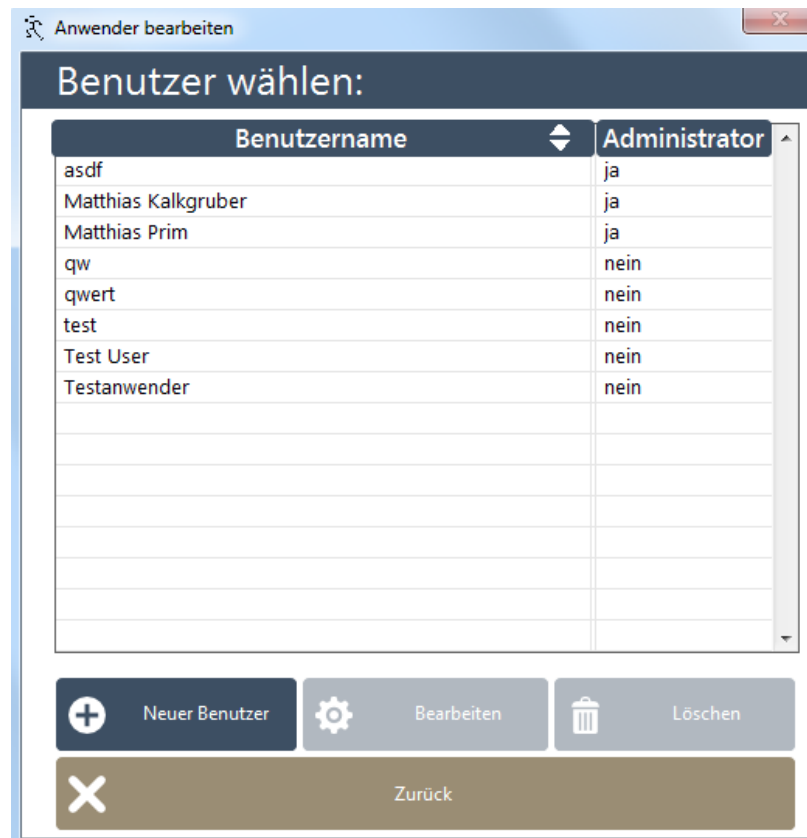 Anwender bearbeiten
Benutzer wählen:
Benutzername Administrator
asdf ja
Matthias Kalkgruber ja
Matthias Prim ja
qw nein
qwert nein
test nein
Test User nein
Testanwender nein
Neuer Benutzer Bearbeiten Löschen
Zurück